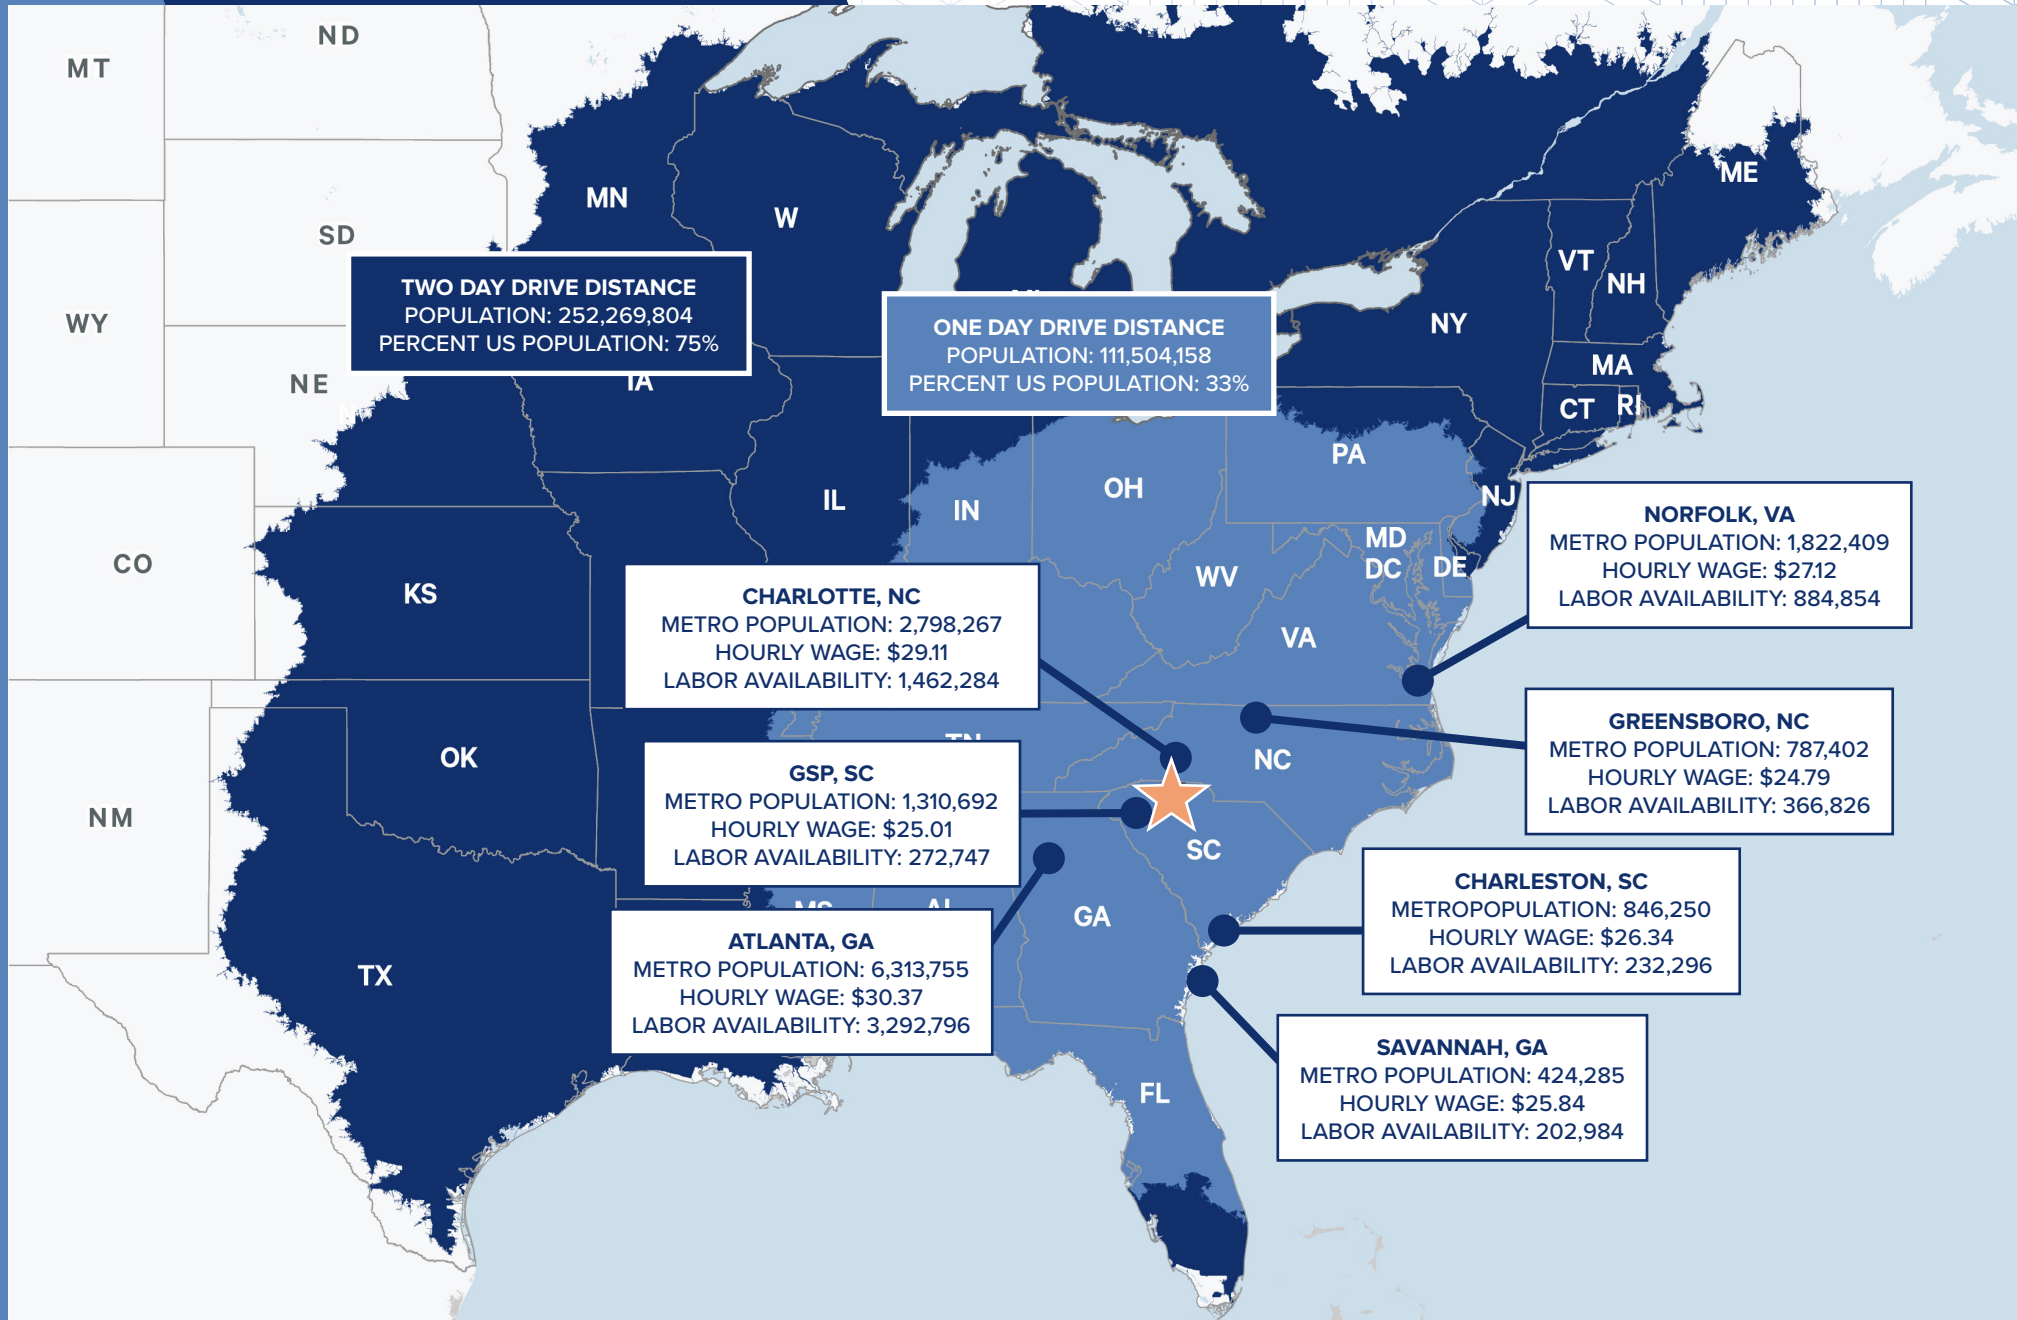 ND
MT
ME
MN
W
SD
VT
NH
TWO DAY DRIVE DISTANCE
POPULATION: 252,269,804
PERCENT US POPULATION: 75%
WY
NY
ONE DAY DRIVE DISTANCE
POPULATION: 111,504,158
PERCENT US POPULATION: 33%
MA
NE
IA
CT
RI
PA
OH
IL
IN
NJ
NORFOLK, VA
METRO POPULATION: 1,822,409
HOURLY WAGE: $27.12
LABOR AVAILABILITY: 884,854
MD
DC
DE
CO
WV
KS
CHARLOTTE, NC
METRO POPULATION: 2,798,267
HOURLY WAGE: $29.11
LABOR AVAILABILITY: 1,462,284
VA
GREENSBORO, NC
METRO POPULATION: 787,402
HOURLY WAGE: $24.79
LABOR AVAILABILITY: 366,826
TN
OK
NC
GSP, SC
METRO POPULATION: 1,310,692
HOURLY WAGE: $25.01
LABOR AVAILABILITY: 272,747
NM
SC
CHARLESTON, SC
METROPOPULATION: 846,250
HOURLY WAGE: $26.34
LABOR AVAILABILITY: 232,296
MS
AL
GA
ATLANTA, GA
METRO POPULATION: 6,313,755
HOURLY WAGE: $30.37
LABOR AVAILABILITY: 3,292,796
TX
SAVANNAH, GA
METRO POPULATION: 424,285
HOURLY WAGE: $25.84
LABOR AVAILABILITY: 202,984
FL